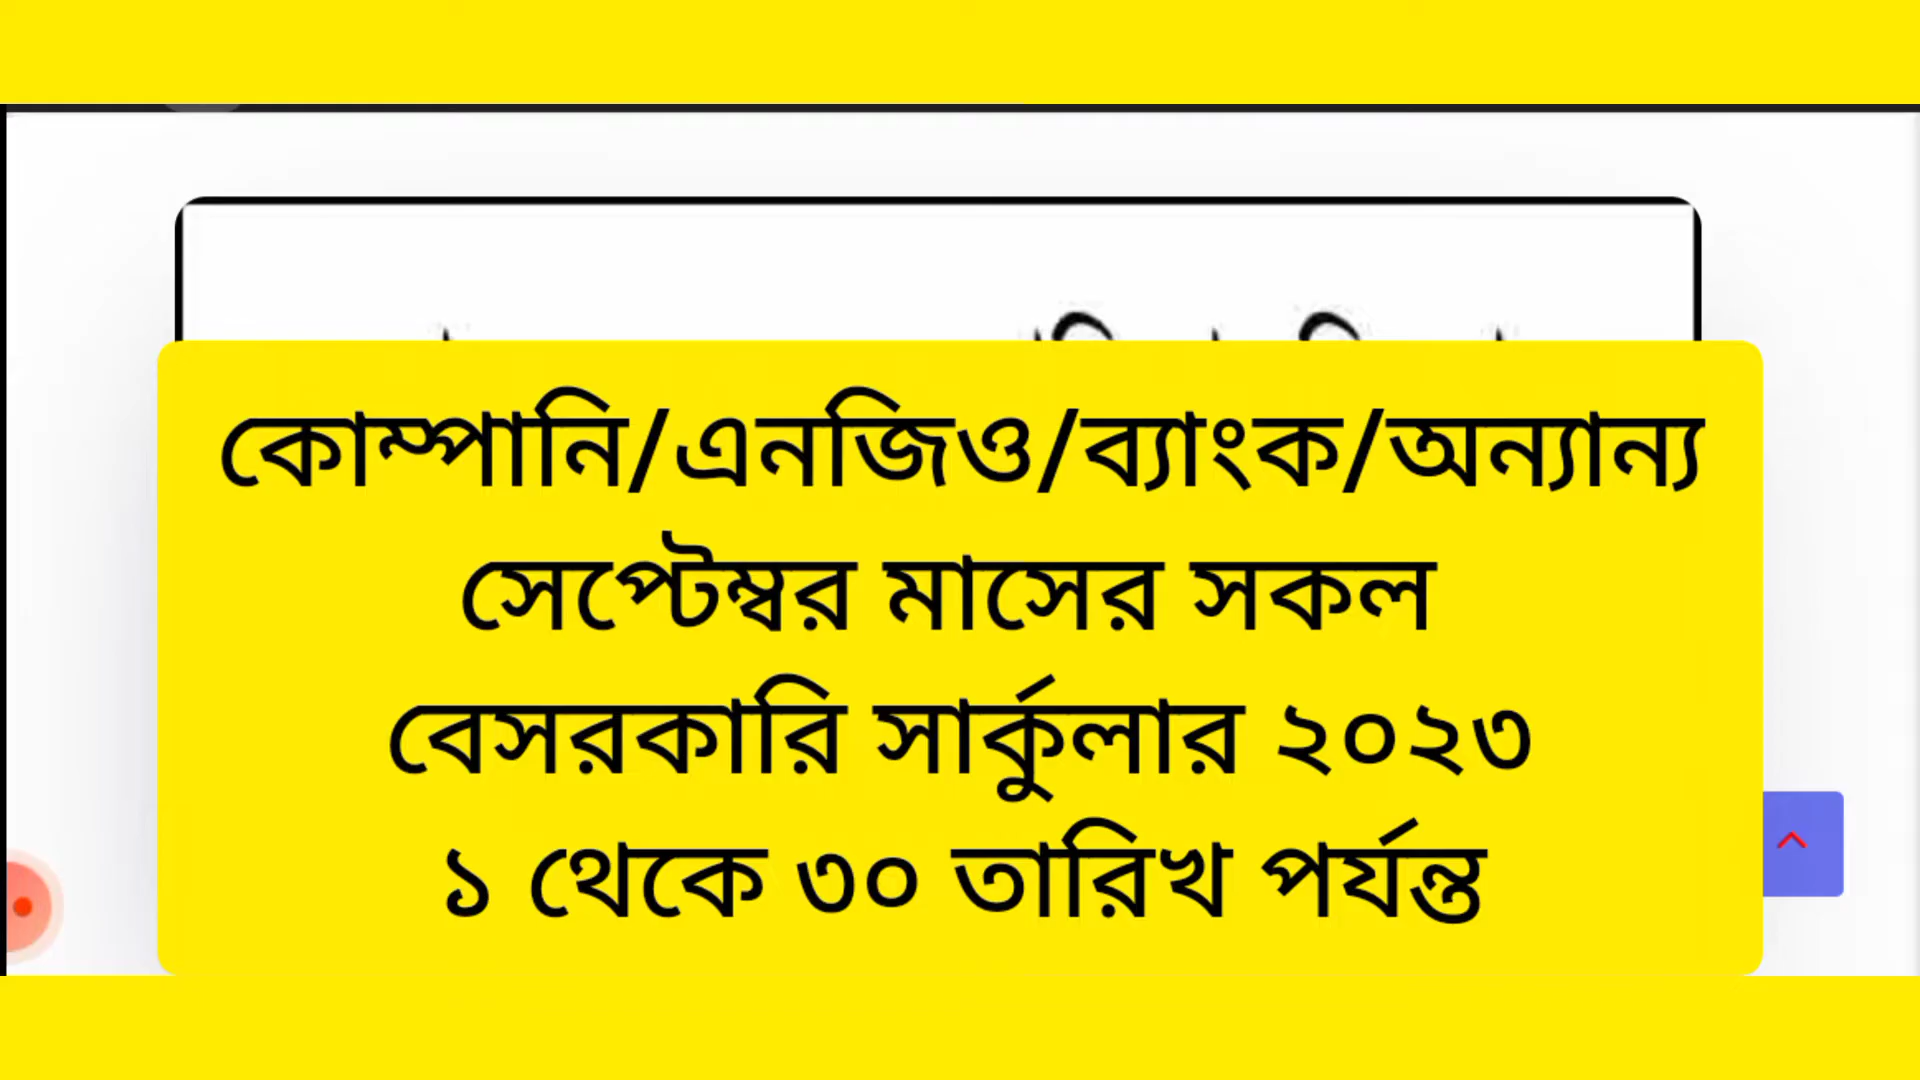 কোম্পানি/এনজিও/ব্যাংক/অন্যান্য
সেপ্টেম্বর মাসের সকল
বেসরকারি সার্কুলার ২০২৩
১ থেকে ৩০ তারিখ পর্যন্ত